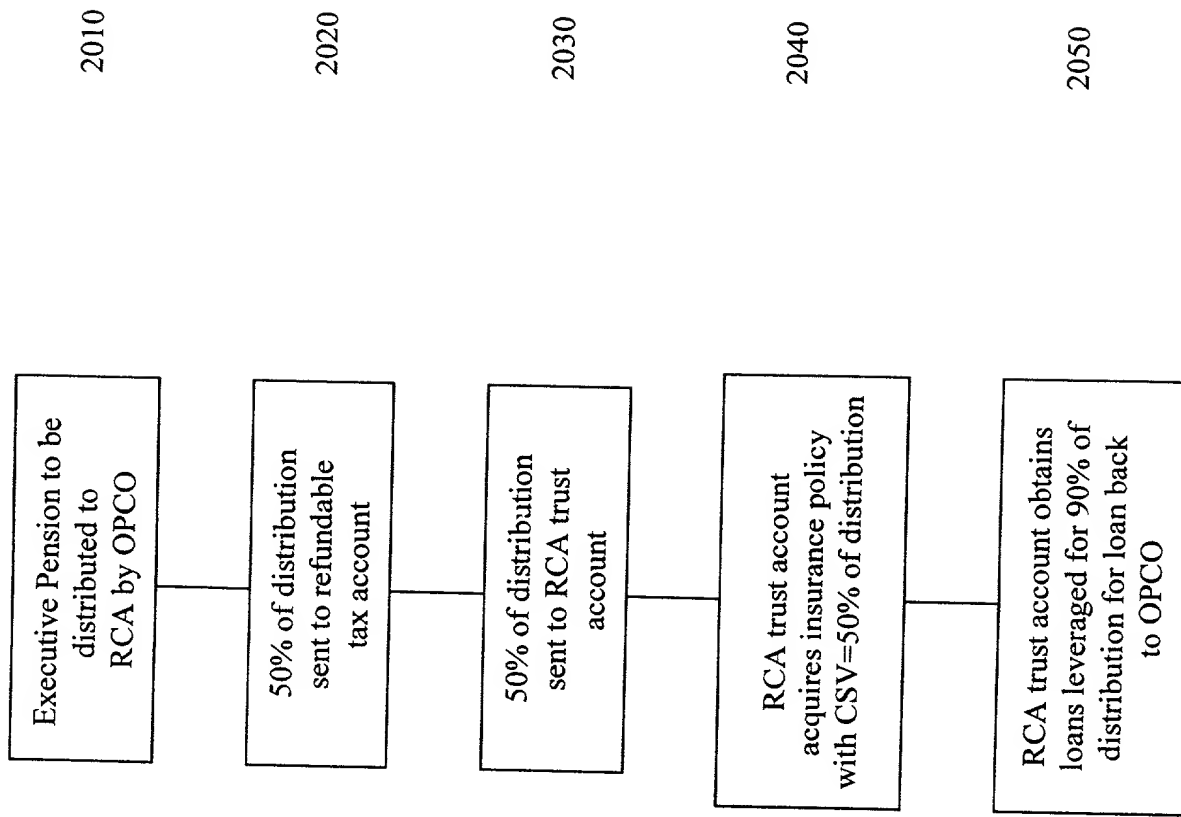 Executive Pension to be
distributed to
RCA by OPCO
2010
50% of distribution
sent to refundable
tax account
2020
50% of distribution
sent to RCA trust
account
2030
RCA trust account
acquires insurance policy
with CSV=50% of distribution
2040
RCA trust account obtains
loans leveraged for 90% of
distribution for loan back
to OPCO
2050